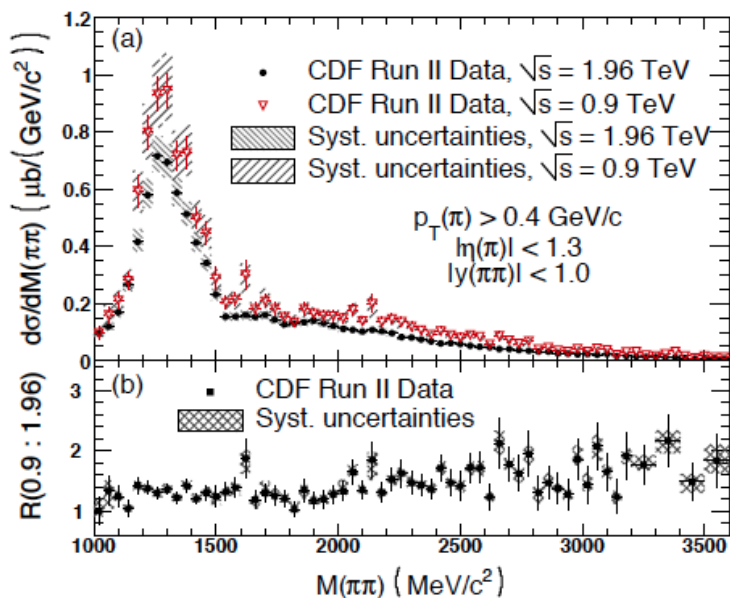 (a)
CDF Run II Data, √s = 1.96 TeV
CDF Run II Data, √s = 0.9 TeV
Syst. uncertainties, √s = 1.96 TeV
Syst. uncertainties, √s = 0.9 TeV
p_T(π) > 0.4 GeV/c
|η(π)| < 1.3
|y(ππ)| < 1.0
dσ/dM(ππ) { μb/(GeV/c²) }
1.2
1
0.8
0.6
0.4
0.2
0
(b)
CDF Run II Data
Syst. uncertainties
R(0.9 : 1.96)
3
2
1
1000 1500 2000 2500 3000 3500
M(ππ) { MeV/c² }